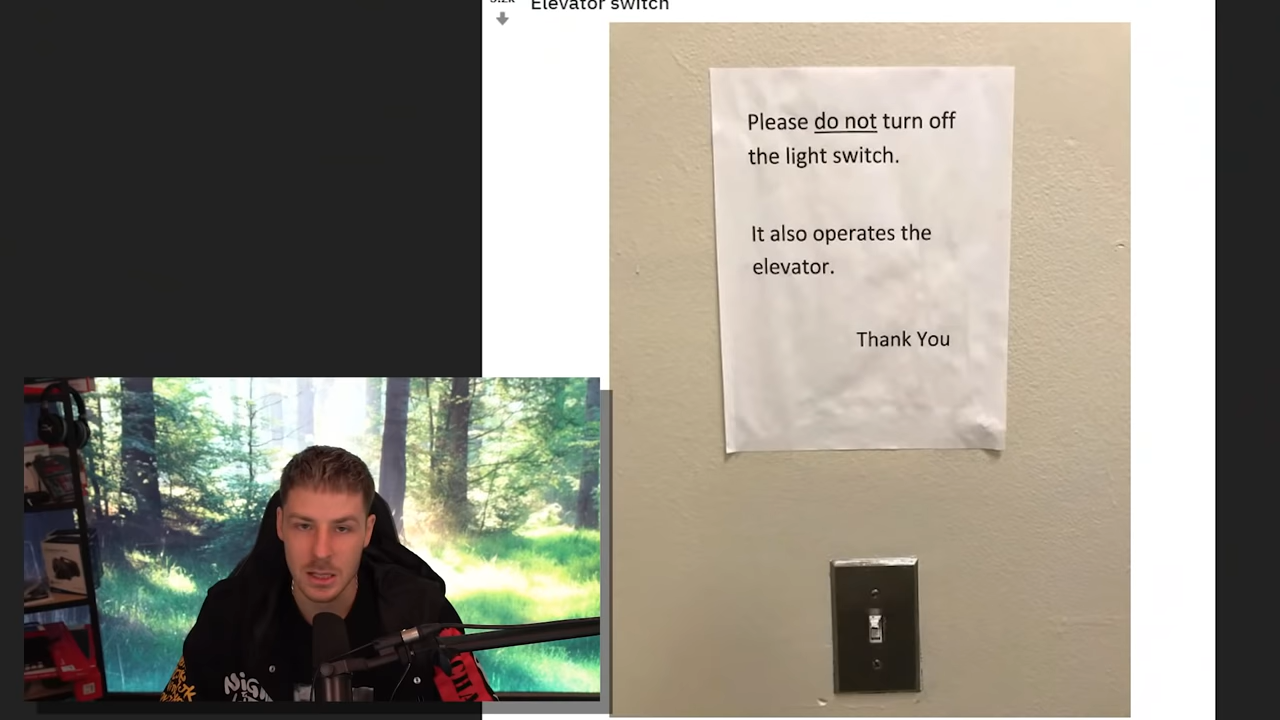 Elevator switch
Please do not turn off
the light switch.
It also operates the
elevator.
Thank You